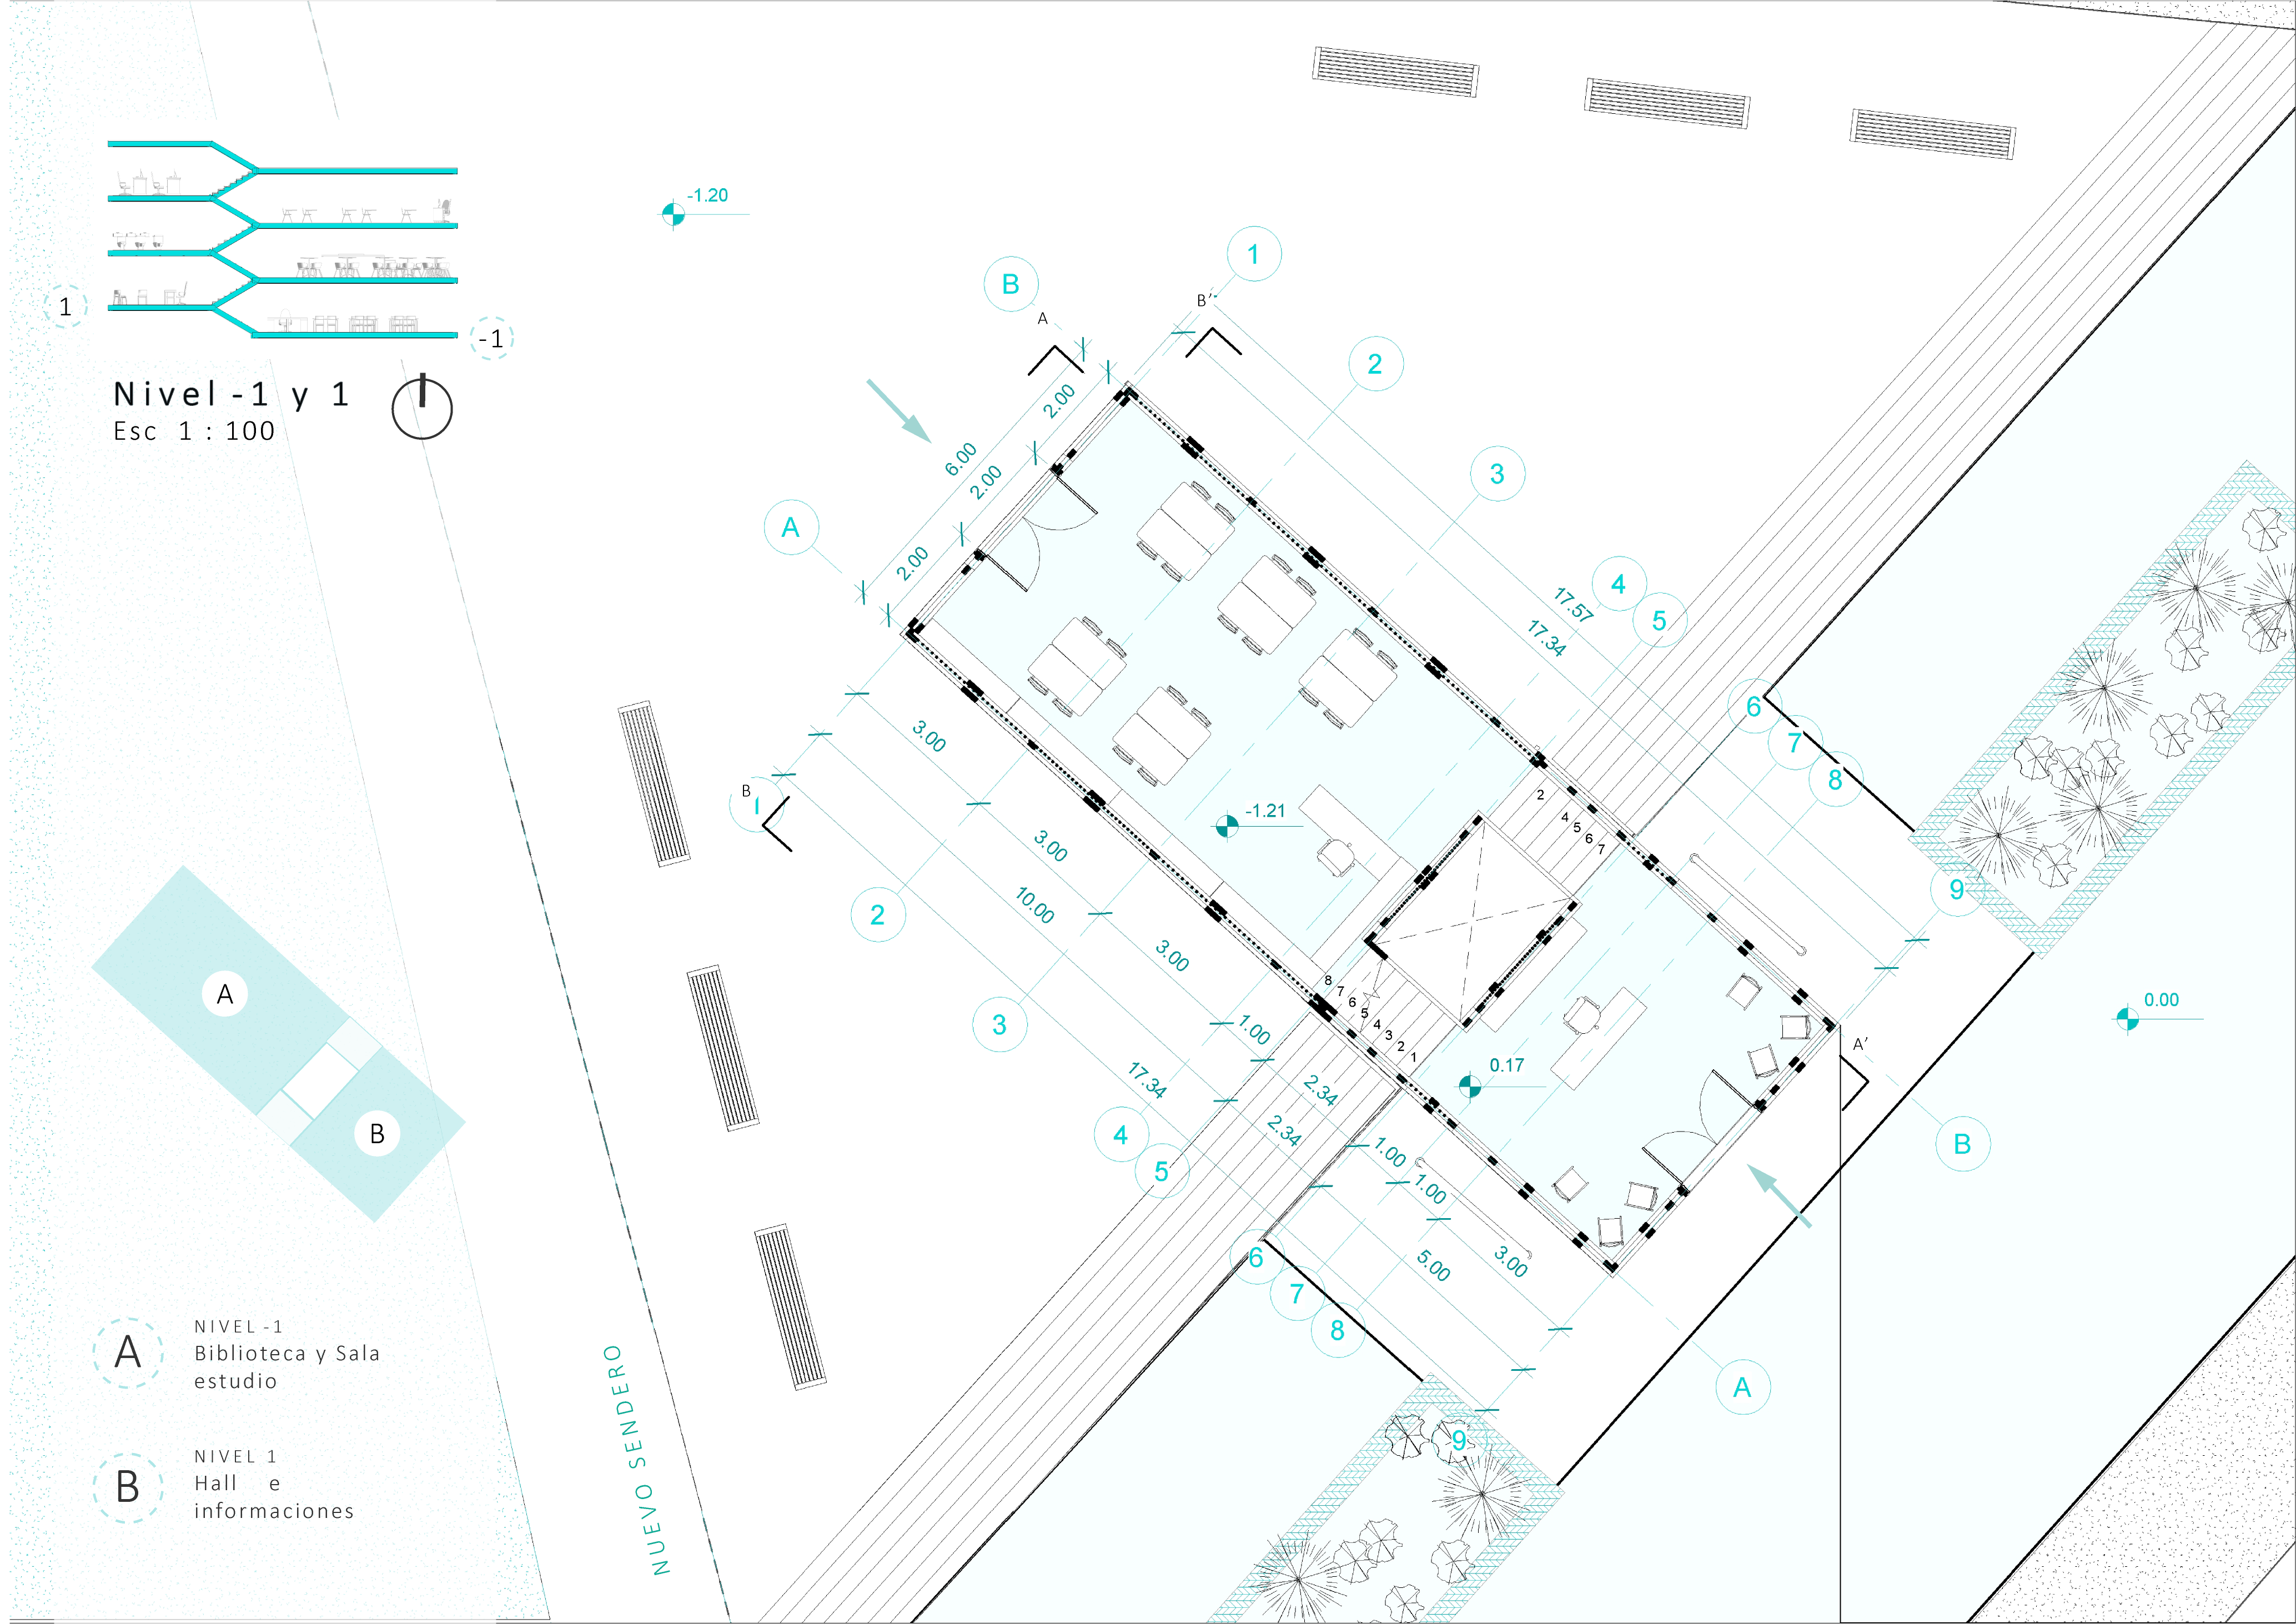 1
-1
Nivel -1 y 1
Esc 1 : 100
-1.20
1
B
B'
A
2
2.00
6.00
3
2.00
A
2.00
4
17.57
5
17.34
6
7
3.00
8
B
1
2
4
5
6
7
-1.21
3.00
9
10.00
2
3.00
8
7
6
5
4
3
2
1
0.00
A
3
1.00
A'
0.17
17.34
2.34
B
B
4
2.34
1.00
5
1.00
6
5.00
3.00
7
8
A
NIVEL -1
Biblioteca y Sala
estudio
A
9
B
NIVEL 1
Hall e
informaciones
NUEVO SENDERO